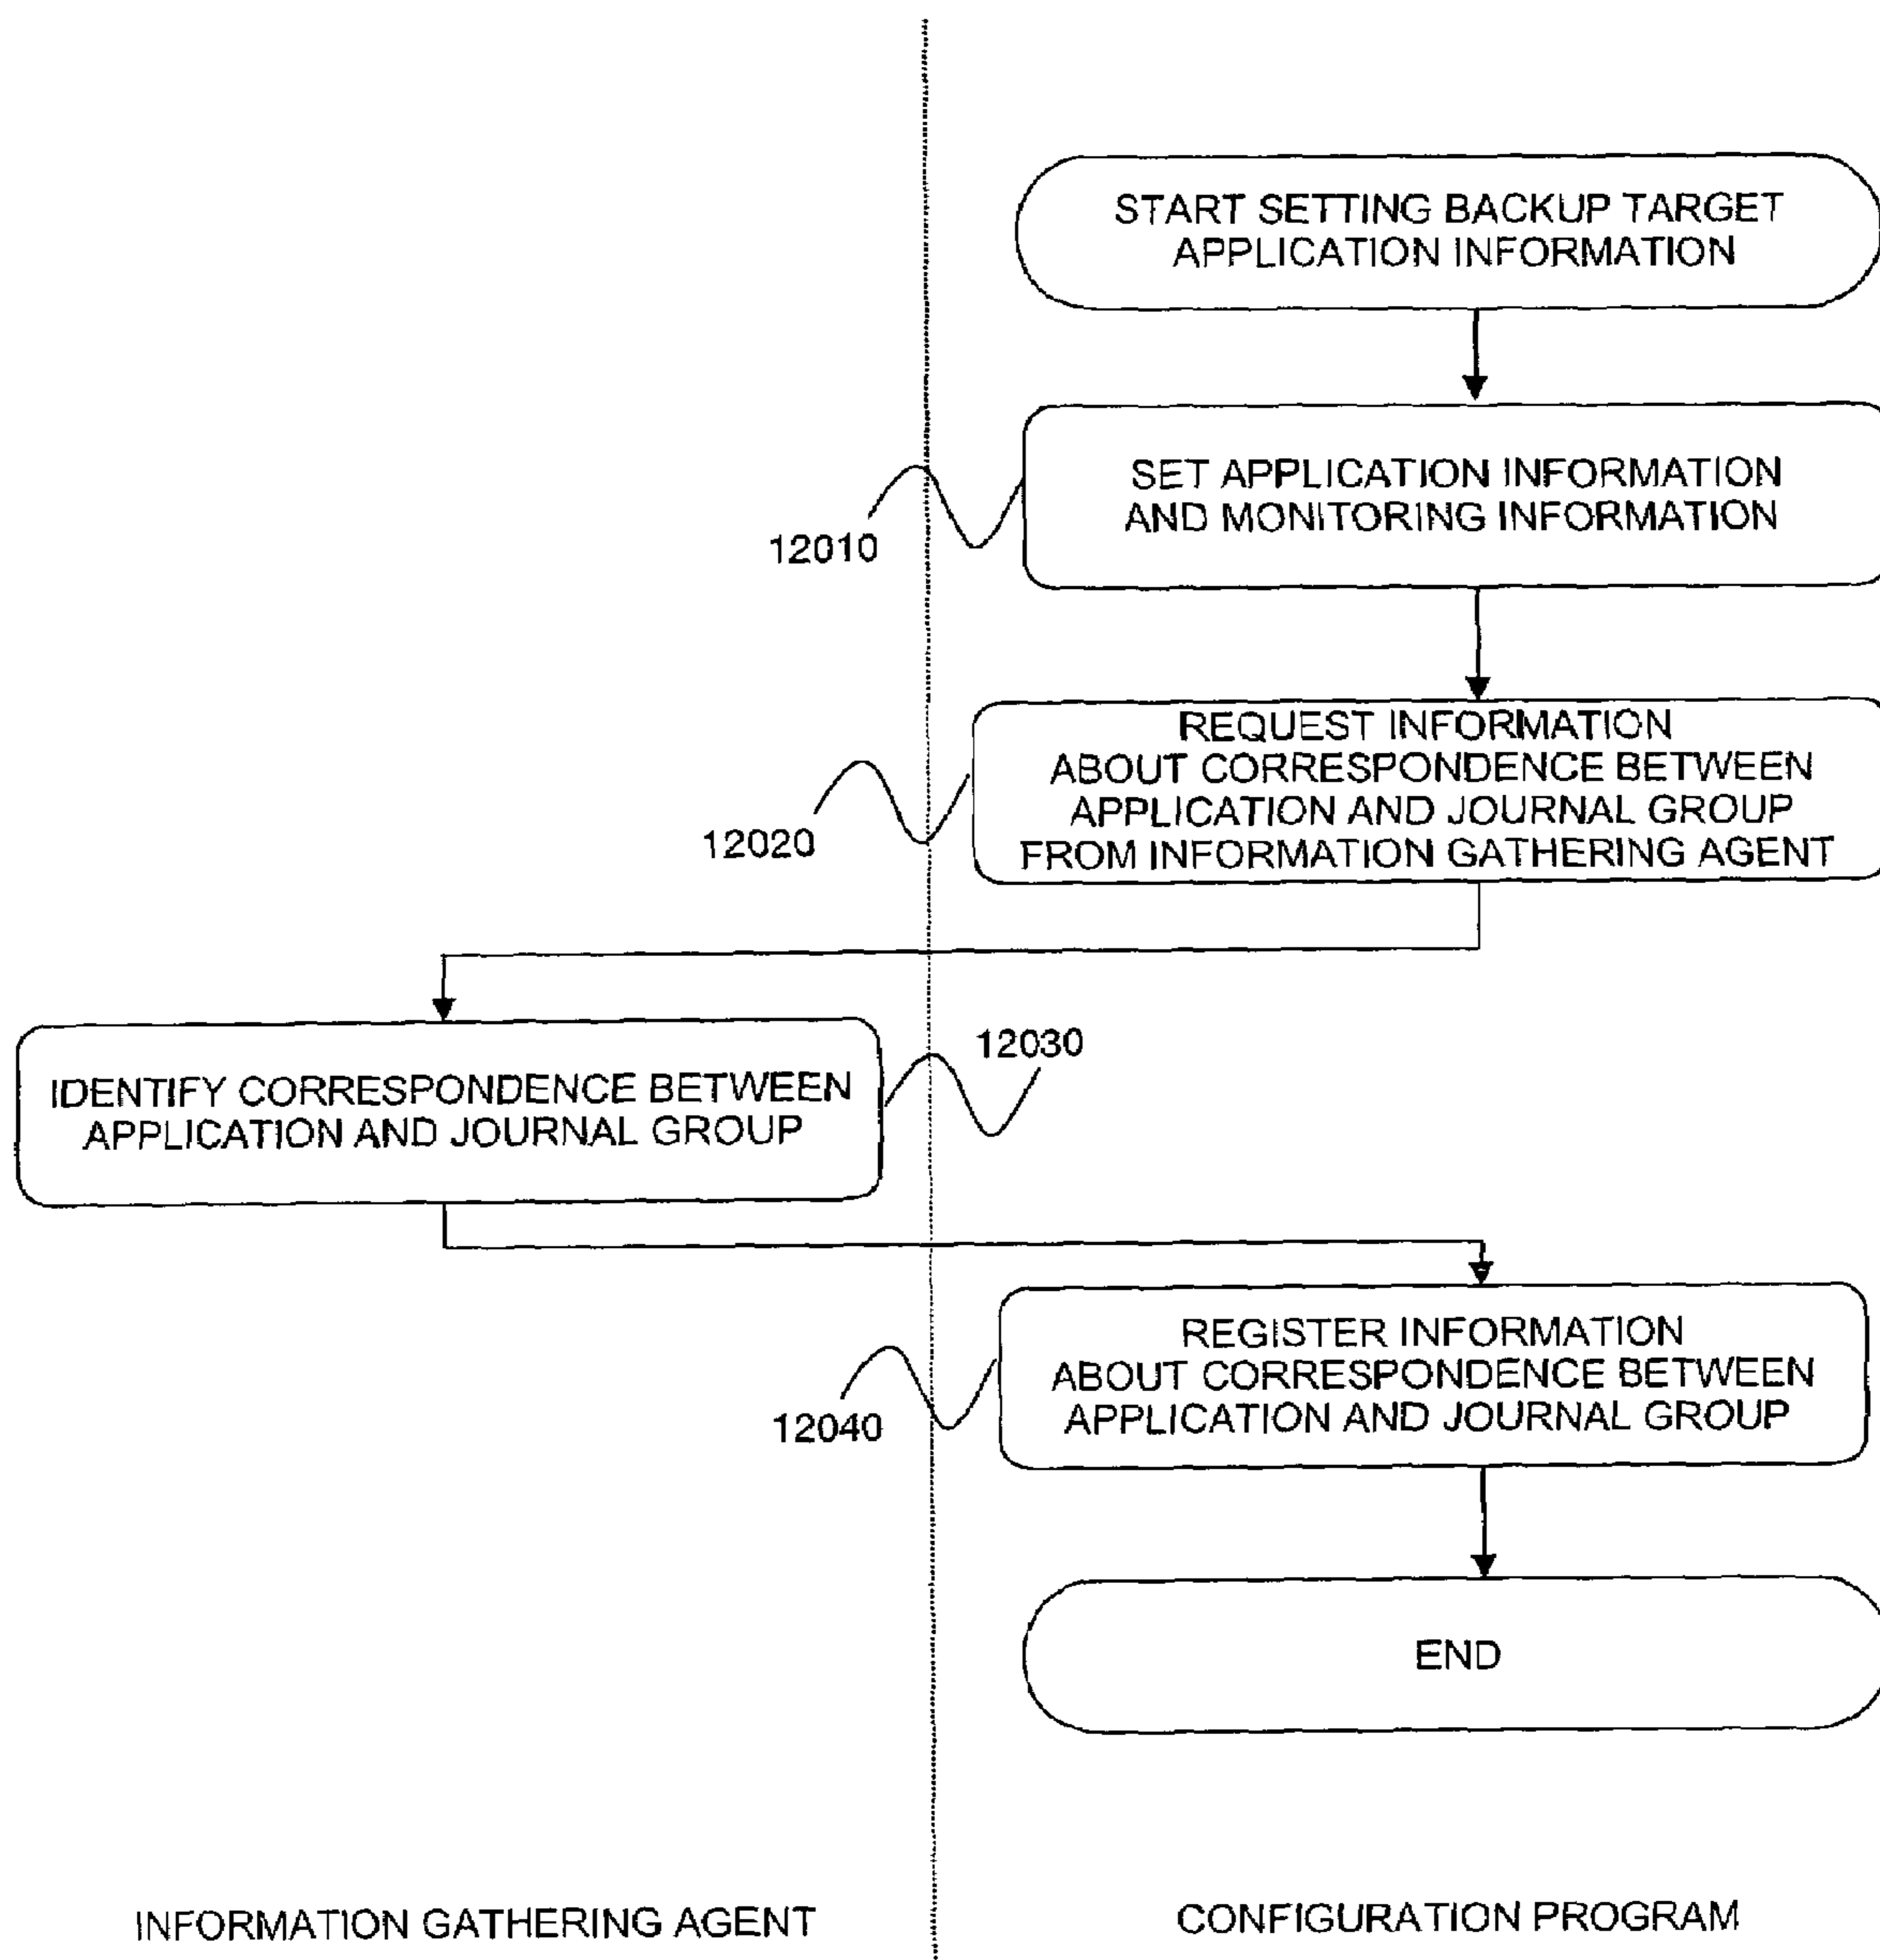 START SETTING BACKUP TARGET
APPLICATION INFORMATION
SET APPLICATION INFORMATION
AND MONITORING INFORMATION
12010
REQUEST INFORMATION
ABOUT CORRESPONDENCE BETWEEN
APPLICATION AND JOURNAL GROUP
FROM INFORMATION GATHERING AGENT
12020
12030
IDENTIFY CORRESPONDENCE BETWEEN
APPLICATION AND JOURNAL GROUP
REGISTER INFORMATION
ABOUT CORRESPONDENCE BETWEEN
APPLICATION AND JOURNAL GROUP
12040
END
INFORMATION GATHERING AGENT
CONFIGURATION PROGRAM